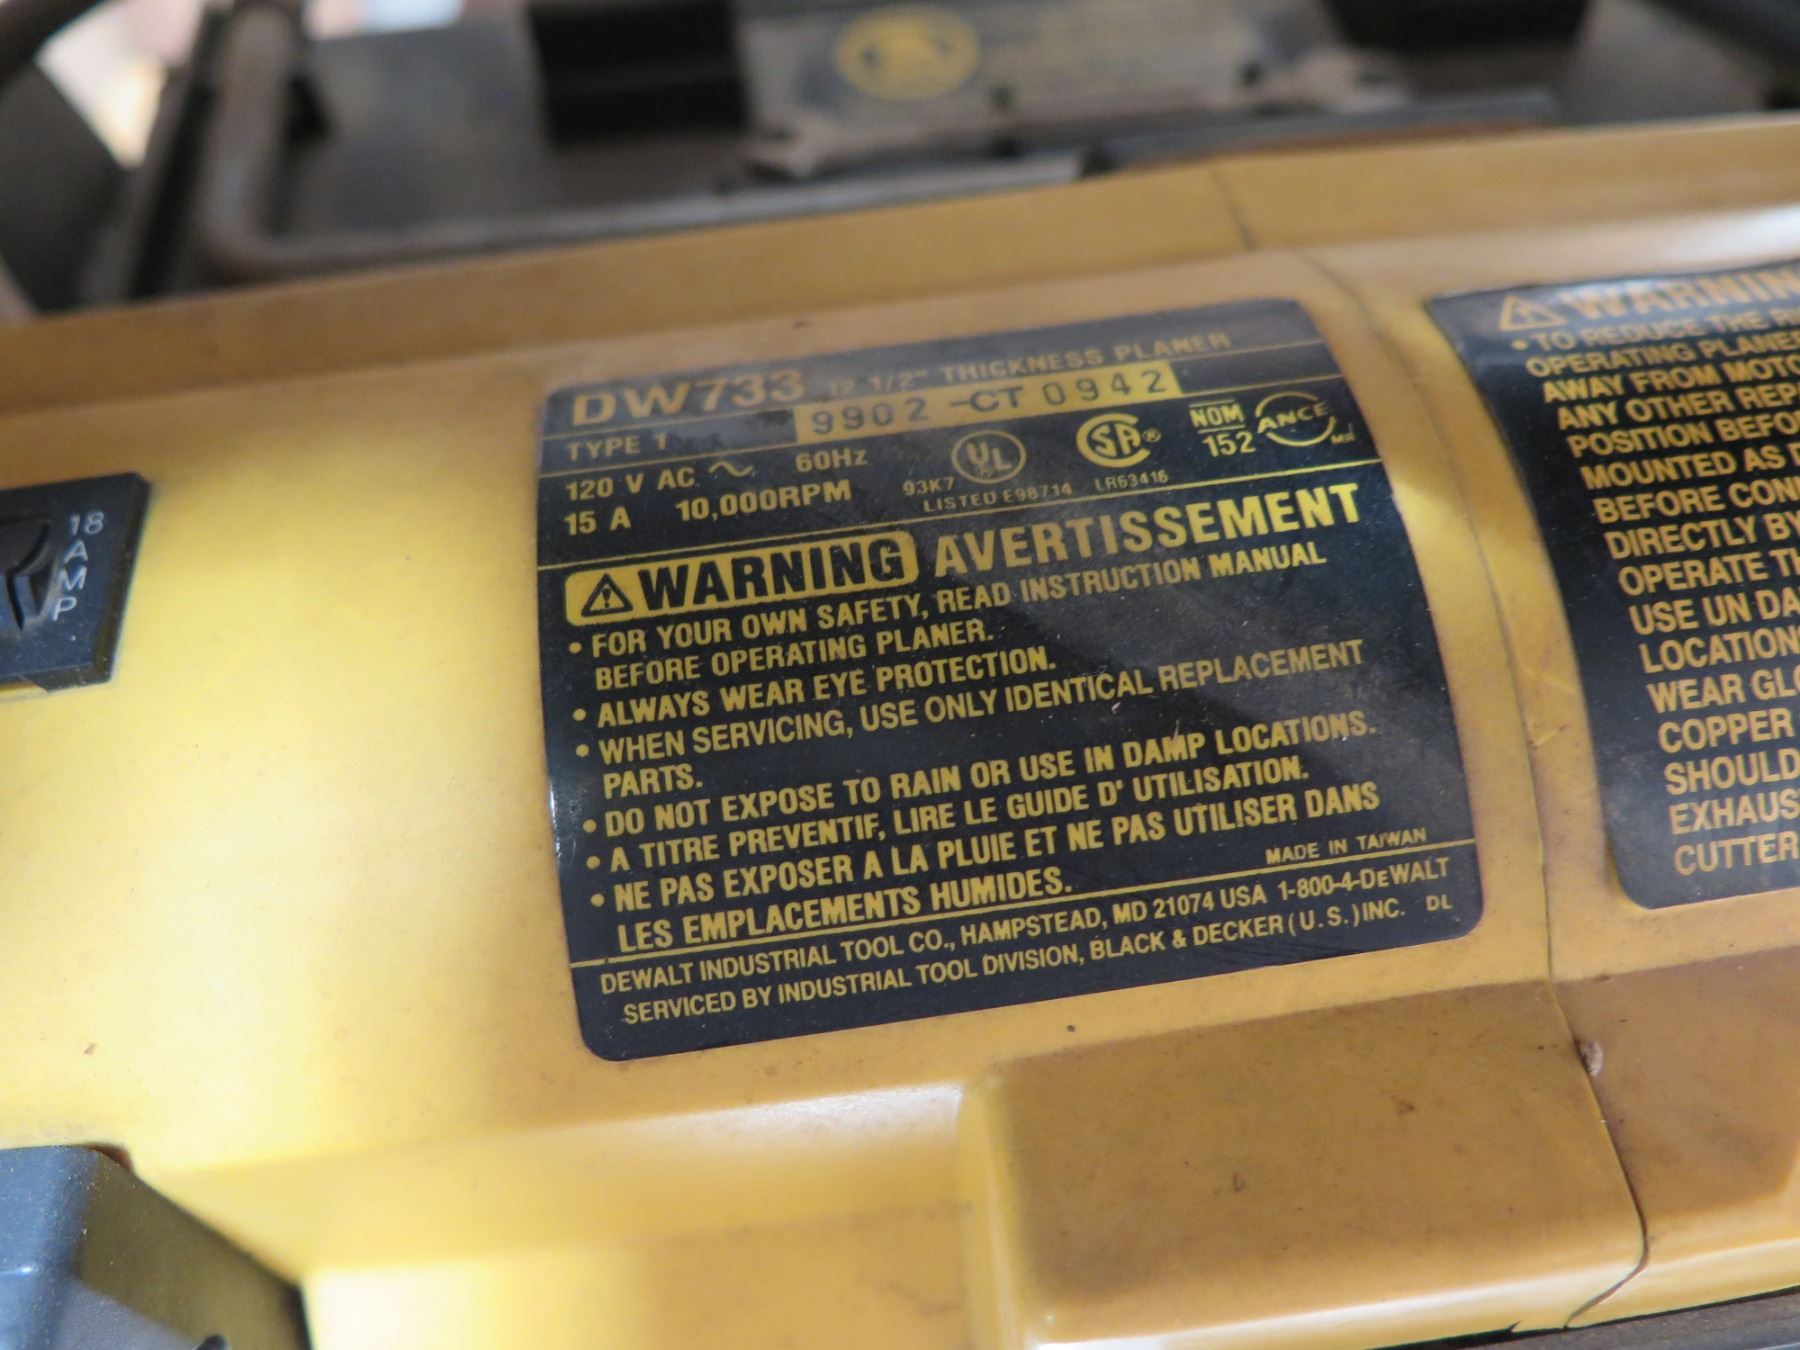 18
AMP
DW733 12 1/2" THICKNESS PLANER
TYPE 1 9902-CT 0942
120 V AC 60Hz
15 A 10,000RPM
93K7 UL
LISTED E98714
SA ®
LR63416
NOM
152
ANCE
FOR YOUR OWN SAFETY, READ INSTRUCTION MANUAL
BEFORE OPERATING PLANER.
WARNING AVERTISSEMENT
• ALWAYS WEAR EYE PROTECTION.
• WHEN SERVICING, USE ONLY IDENTICAL REPLACEMENT
PARTS.
• DO NOT EXPOSE TO RAIN OR USE IN DAMP LOCATIONS.
• A TITRE PREVENTIF, LIRE LE GUIDE D' UTILISATION.
• NE PAS EXPOSER A LA PLUIE ET NE PAS UTILISER DANS
LES EMPLACEMENTS HUMIDES.
MADE IN TAIWAN
DEWALT INDUSTRIAL TOOL CO., HAMPSTEAD, MD 21074 USA 1-800-4-DeWALT
SERVICED BY INDUSTRIAL TOOL DIVISION, BLACK & DECKER (U.S.) INC. DL
WARNIN
• TO REDUCE THE
OPERATING PLANE
AWAY FROM MOTO
ANY OTHER REP
POSITION BEFO
MOUNTED AS
BEFORE CON
DIRECTLY BY
OPERATE TH
USE UN DA
LOCATION
WEAR GLO
COPPER
SHOULD
EXHAUS
CUTTER